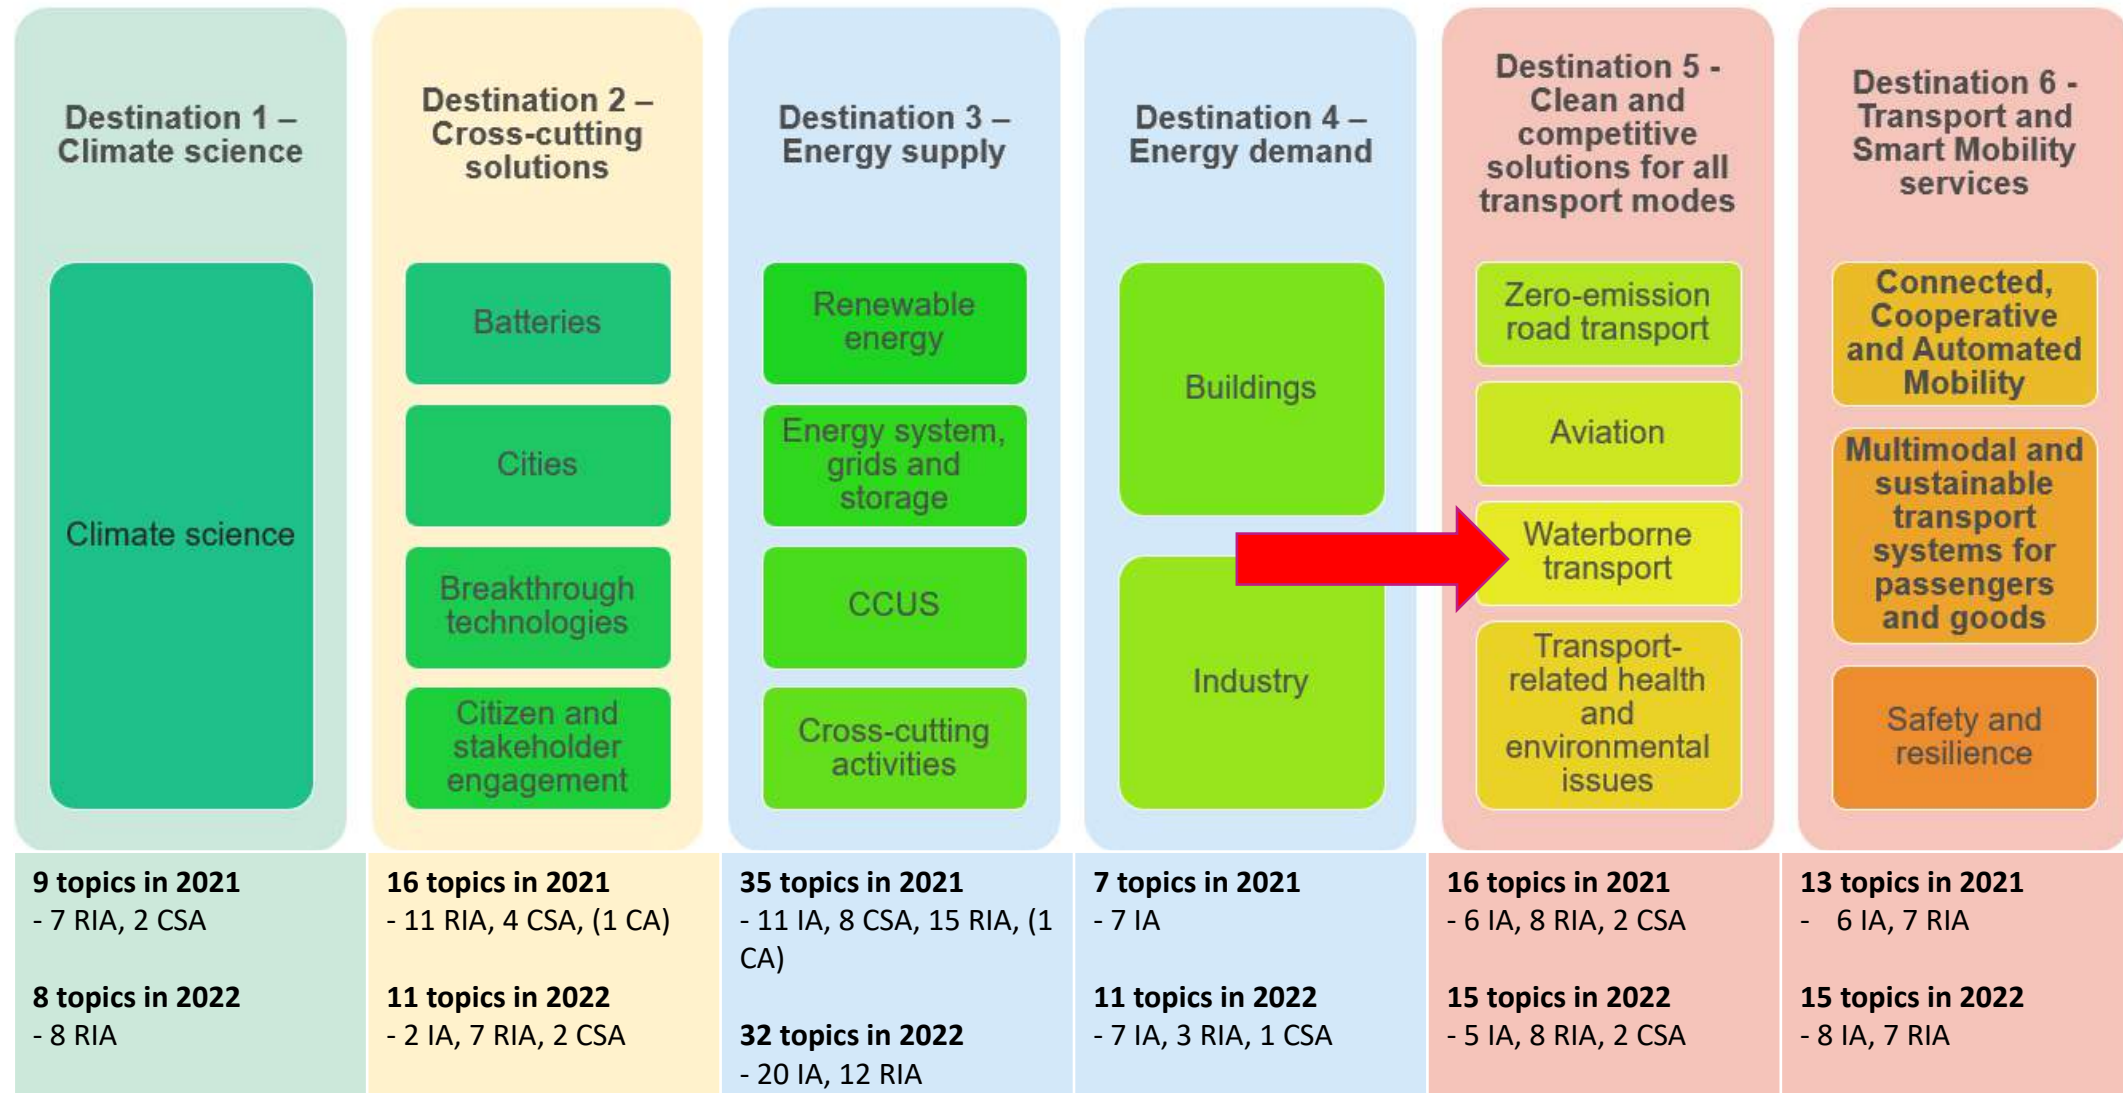 Destination 1 –
Climate science
Climate science
9 topics in 2021
- 7 RIA, 2 CSA
8 topics in 2022
- 8 RIA
Destination 2 –
Cross-cutting
solutions
Batteries
Cities
Breakthrough
technologies
Citizen and
stakeholder
engagement
16 topics in 2021
- 11 RIA, 4 CSA, (1 CA)
11 topics in 2022
- 2 IA, 7 RIA, 2 CSA
Destination 3 –
Energy supply
Renewable
energy
Energy system,
grids and
storage
CCUS
Cross-cutting
activities
35 topics in 2021
- 11 IA, 8 CSA, 15 RIA, (1
CA)
32 topics in 2022
- 20 IA, 12 RIA
Destination 4 –
Energy demand
Buildings
Industry
7 topics in 2021
- 7 IA
11 topics in 2022
- 7 IA, 3 RIA, 1 CSA
Destination 5 -
Clean and
competitive
solutions for all
transport modes
Zero-emission
road transport
Aviation
Waterborne
transport
Transport-
related health
and
environmental
issues
16 topics in 2021
- 6 IA, 8 RIA, 2 CSA
15 topics in 2022
- 5 IA, 8 RIA, 2 CSA
Destination 6 -
Transport and
Smart Mobility
services
Connected,
Cooperative
and Automated
Mobility
Multimodal and
sustainable
transport
systems for
passengers
and goods
Safety and
resilience
13 topics in 2021
- 6 IA, 7 RIA
15 topics in 2022
- 8 IA, 7 RIA